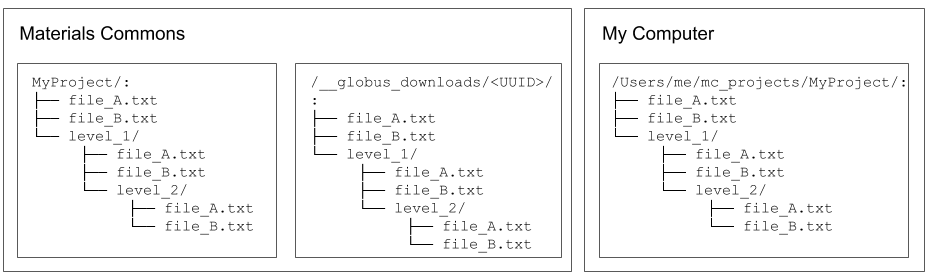 Materials Commons
MyProject/:
├── file_A.txt
├── file_B.txt
└── level_1/
    ├── file_A.txt
    ├── file_B.txt
    └── level_2/
        ├── file_A.txt
        └── file_B.txt
/__globus_downloads/<UUID>/
:
├── file_A.txt
├── file_B.txt
└── level_1/
    ├── file_A.txt
    ├── file_B.txt
    └── level_2/
        ├── file_A.txt
        └── file_B.txt
My Computer
/Users/me/mc_projects/MyProject/:
├── file_A.txt
├── file_B.txt
└── level_1/
    ├── file_A.txt
    ├── file_B.txt
    └── level_2/
        ├── file_A.txt
        └── file_B.txt